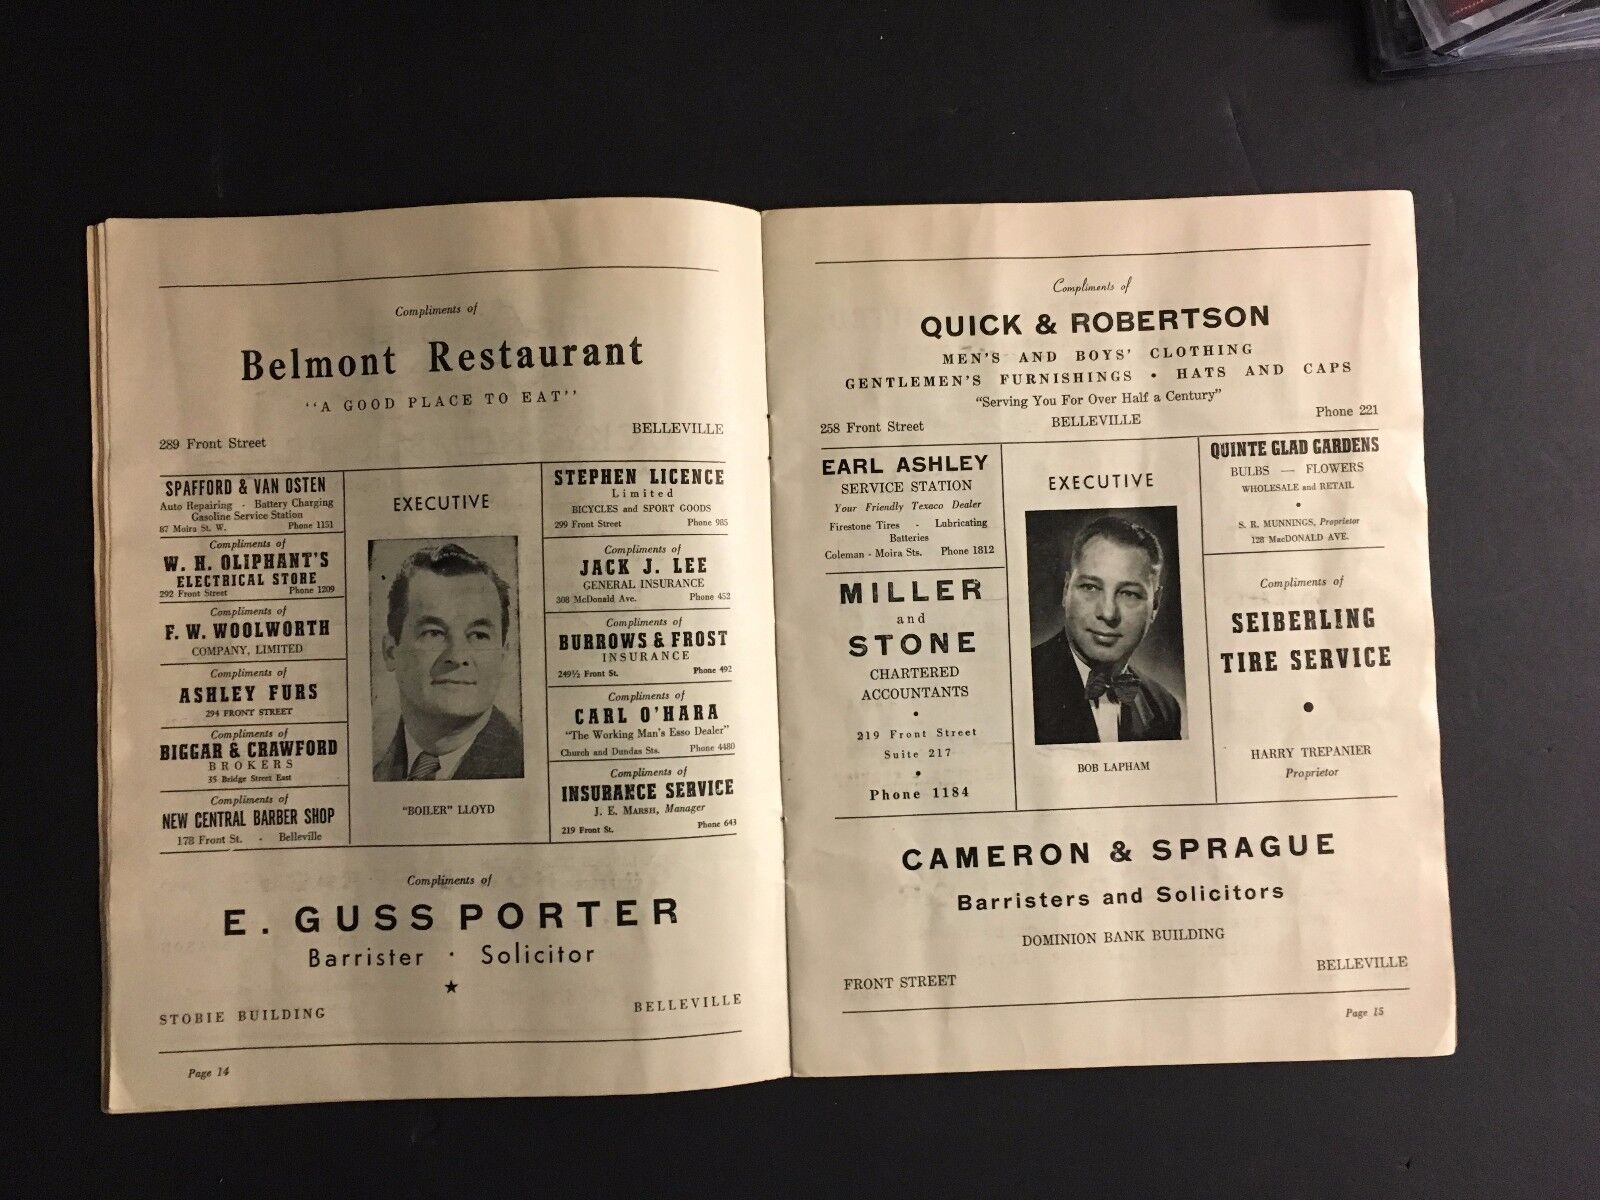 Compliments of
Belmont Restaurant
"A GOOD PLACE TO EAT"
289 Front Street BELLEVILLE
SPAFFORD & VAN OSTEN
Auto Repairing - Battery Charging
Gasoline Service Station
87 Moira St. W. Phone 1151
Compliments of
W. H. OLIPHANT'S
ELECTRICAL STORE
292 Front Street Phone 1209
Compliments of
F. W. WOOLWORTH
COMPANY, LIMITED
Compliments of
ASHLEY FURS
294 FRONT STREET
Compliments of
BIGGAR & CRAWFORD
BROKERS
35 Bridge Street East
Compliments of
NEW CENTRAL BARBER SHOP
178 Front St. - Belleville
EXECUTIVE
"BOILER" LLOYD
STEPHEN LICENCE
Limited
BICYCLES and SPORT GOODS
299 Front Street Phone 985
Compliments of
JACK J. LEE
GENERAL INSURANCE
308 McDonald Ave. Phone 452
Compliments of
BURROWS & FROST
INSURANCE
249½ Front St. Phone 492
Compliments of
CARL O'HARA
"The Working Man's Esso Dealer"
Church and Dundas Sts. Phone 4480
Compliments of
INSURANCE SERVICE
J. E. MARSH, Manager
219 Front St. Phone 643
Compliments of
E. GUSS PORTER
Barrister · Solicitor
★
STOBIE BUILDING BELLEVILLE
Page 14
Compliments of
QUICK & ROBERTSON
MEN'S AND BOYS' CLOTHING
GENTLEMEN'S FURNISHINGS • HATS AND CAPS
"Serving You For Over Half a Century"
258 Front Street BELLEVILLE Phone 221
EARL ASHLEY
SERVICE STATION
Your Friendly Texaco Dealer
Firestone Tires - Lubricating
Batteries
Coleman - Moira Sts. Phone 1812
MILLER
and
STONE
CHARTERED
ACCOUNTANTS
•
219 Front Street
Suite 217
•
Phone 1184
EXECUTIVE
BOB LAPHAM
QUINTE GLAD GARDENS
BULBS — FLOWERS
WHOLESALE and RETAIL
•
S. R. MUNNINGS, Proprietor
128 MacDONALD AVE.
Compliments of
SEIBERLING
TIRE SERVICE
•
HARRY TREPANIER
Proprietor
CAMERON & SPRAGUE
Barristers and Solicitors
DOMINION BANK BUILDING
FRONT STREET BELLEVILLE
Page 15